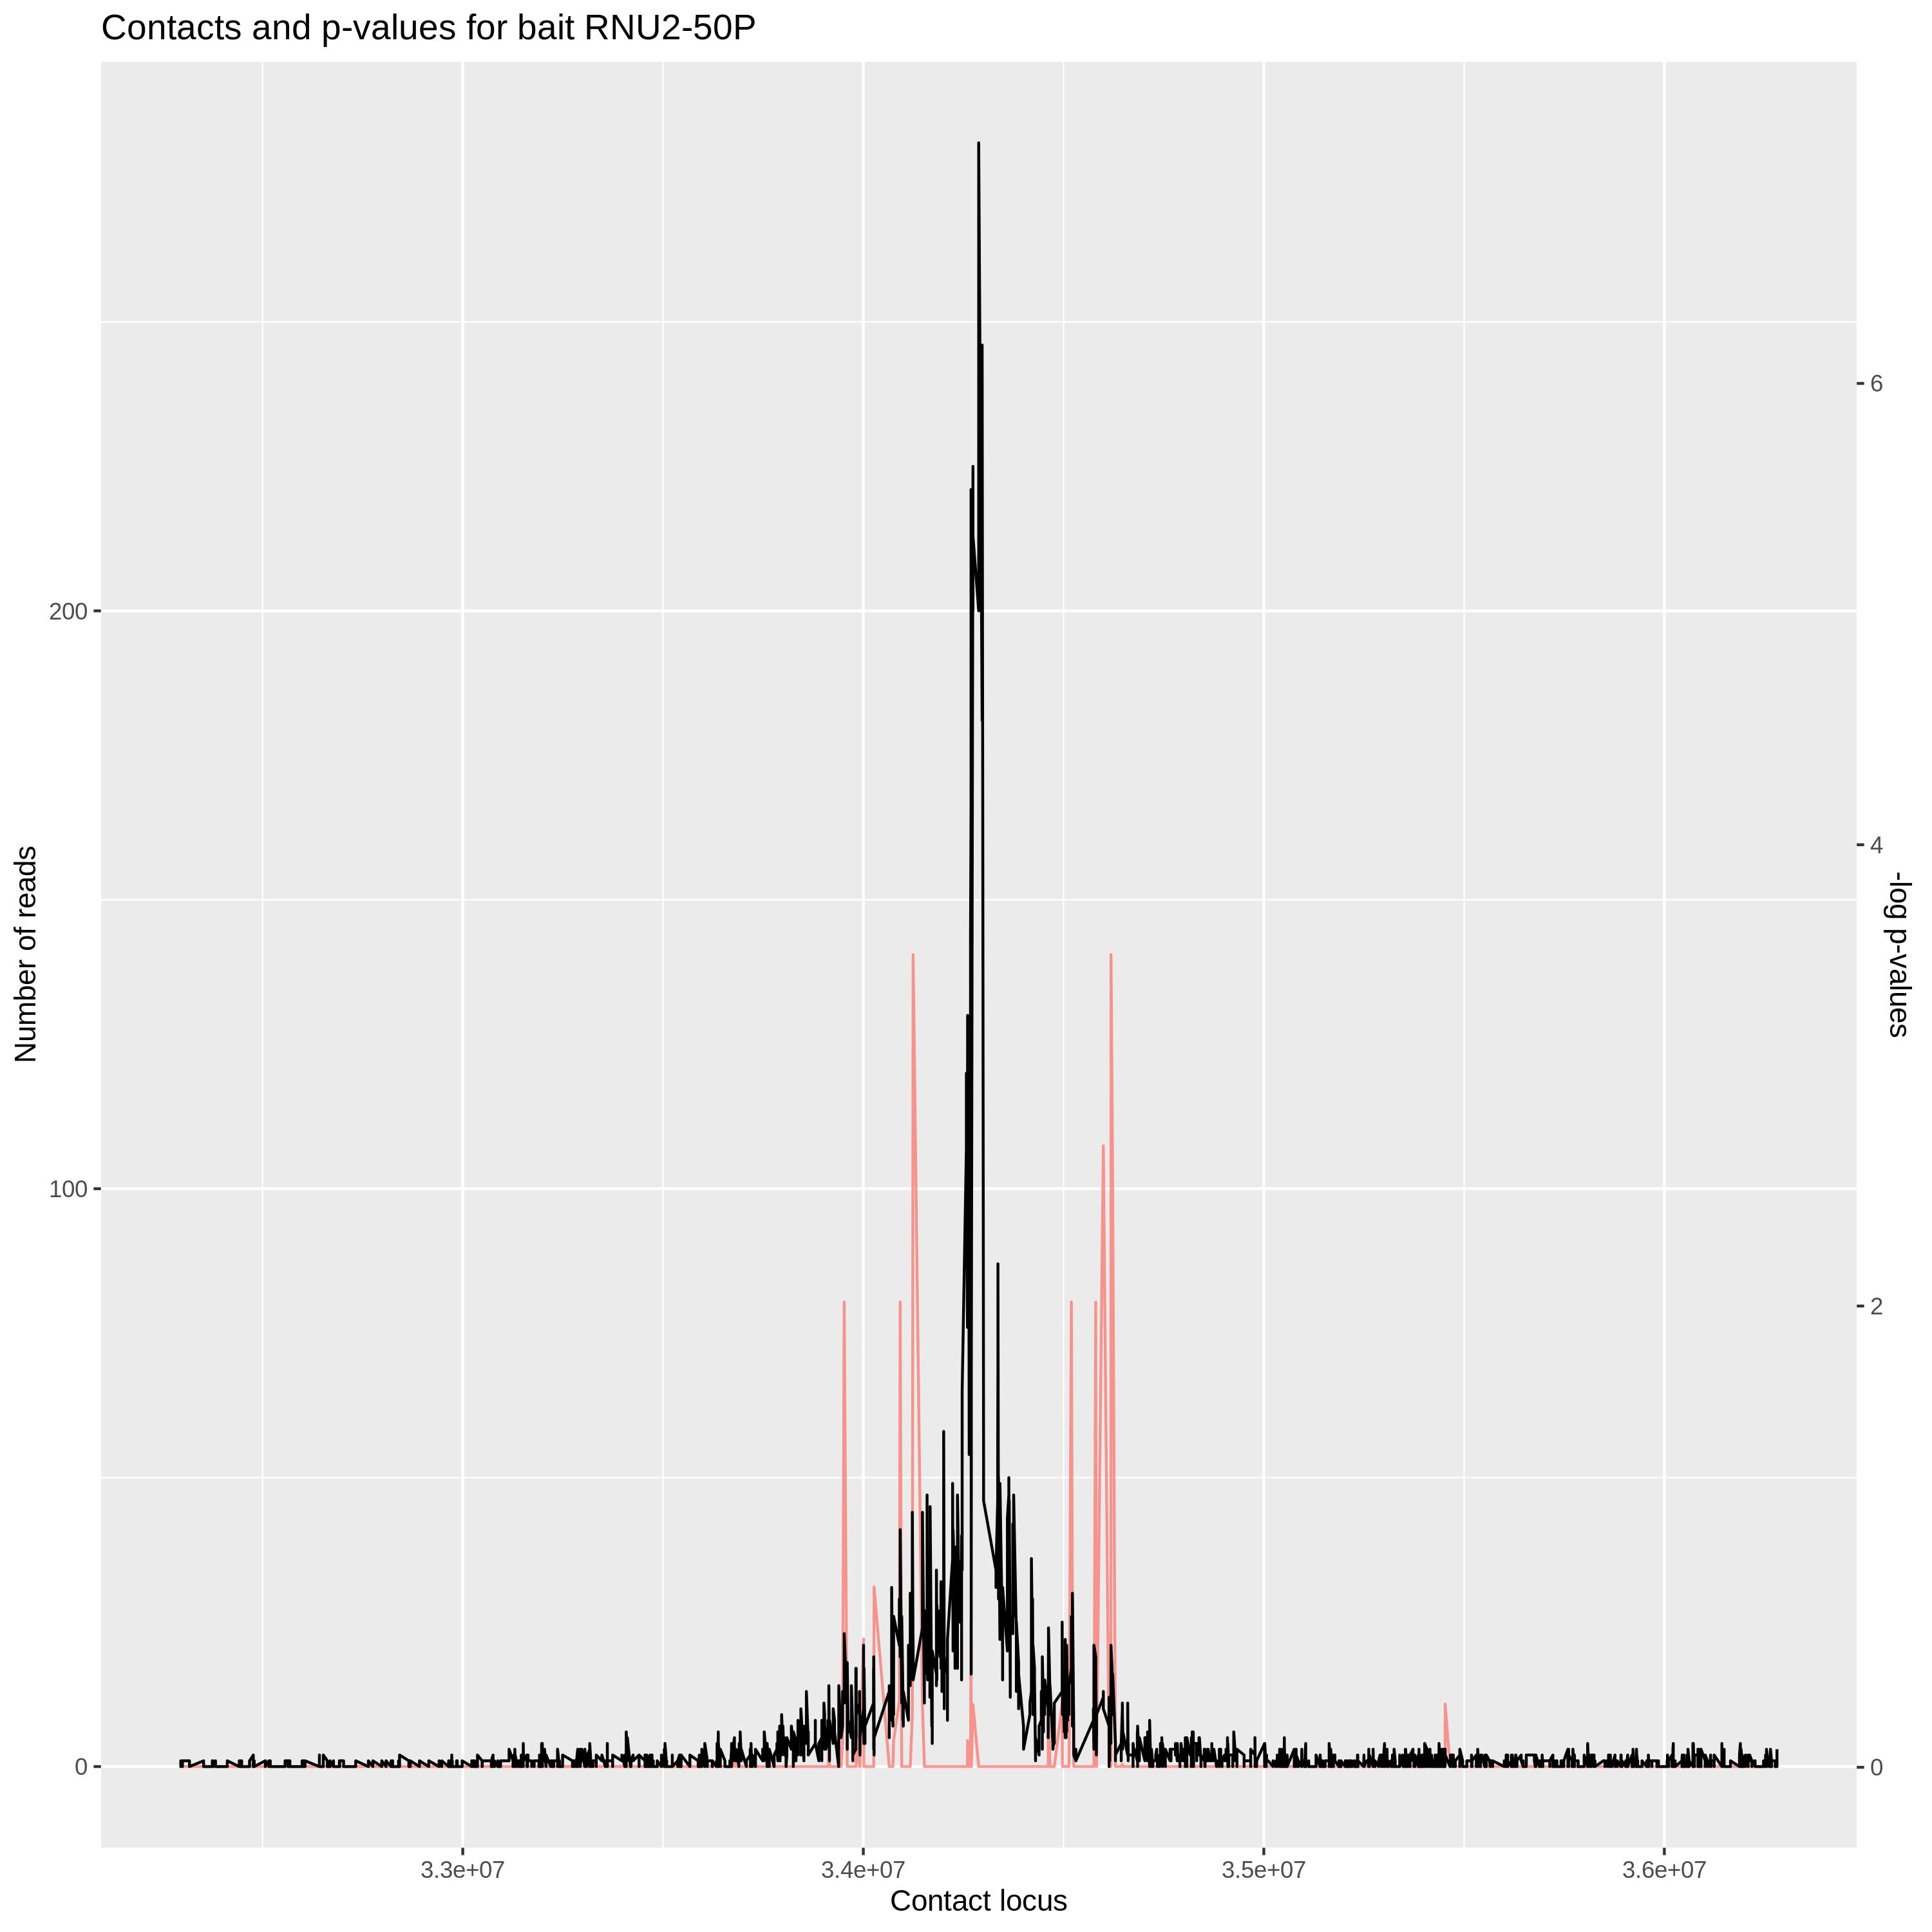 Contacts and p-values for bait RNU2-50P
Number of reads
200
100
0
6
4
2
0
-log p-values
3.3e+07
3.4e+07
3.5e+07
3.6e+07
Contact locus